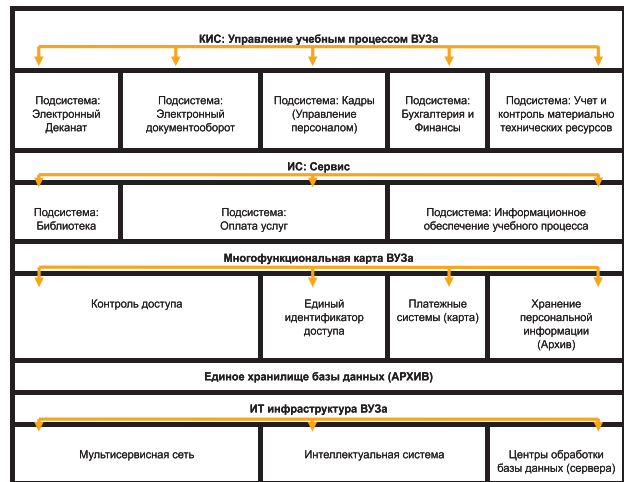 КИС: Управление учебным процессом ВУЗа
Подсистема:
Электронный
Деканат
Подсистема:
Электронный
документооборот
Подсистема: Кадры
(Управление
персоналом)
Подсистема:
Бухгалтерия и
Финансы
Подсистема: Учет и
контроль материально
технических ресурсов
ИС: Сервис
Подсистема:
Библиотека
Подсистема:
Оплата услуг
Подсистема: Информационное
обеспечение учебного процесса
Многофункциональная карта ВУЗа
Контроль доступа
Единый
идентификатор
доступа
Платежные
системы (карта)
Хранение
персональной
информации
(Архив)
Единое хранилище базы данных (АРХИВ)
ИТ инфраструктура ВУЗа
Мультисервисная сеть
Интеллектуальная система
Центры обработки
базы данных (сервера)